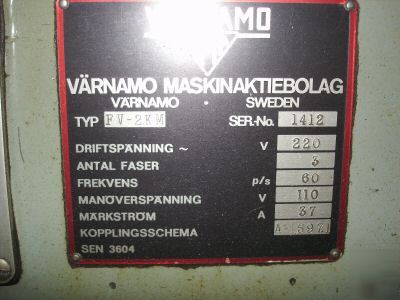 VÄRNAMO
VÄRNAMO MASKINAKTIEBOLAG
VÄRNAMO · SWEDEN
TYP FV-2KM SER.-No. 1412
DRIFTSPÄNNING ~ V 220
ANTAL FASER 3
FREKVENS p/s 60
MANÖVERSPÄNNING V 110
MÄRKSTRÖM A 37
KOPPLINGSSCHEMA
SEN 3604